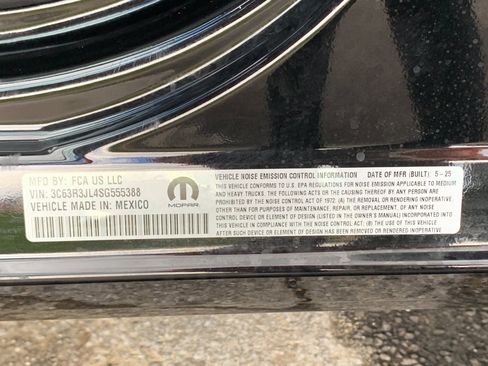 MFD BY: FCA US LLC
VIN: 3C63R3JL4SG555388
VEHICLE MADE IN: MEXICO
MOPAR
VEHICLE NOISE EMISSION CONTROL INFORMATION DATE OF MFR (BUILT): 5-25
THIS VEHICLE CONFORMS TO U.S. EPA REGULATIONS FOR NOISE EMISSION APPLICABLE TO MEDIUM
AND HEAVY TRUCKS. THE FOLLOWING ACTS OR THE CAUSING THEREOF BY ANY PERSON ARE
PROHIBITED BY THE NOISE CONTROL ACT OF 1972: (A) THE REMOVAL OR RENDERING INOPERATIVE
OTHER THAN FOR PURPOSES OF MAINTENANCE, REPAIR, OR REPLACEMENT, OF ANY NOISE
CONTROL DEVICE OR ELEMENT OF DESIGN (LISTED IN THE OWNER'S MANUAL) INCORPORATED INTO
THIS VEHICLE IN COMPLIANCE WITH THE NOISE CONTROL ACT: (B) THE USE OF THIS VEHICLE
AFTER SUCH DEVICE OR ELEMENT OF DESIGN HAS BEEN REMOVED OR RENDERED INOPERATIVE